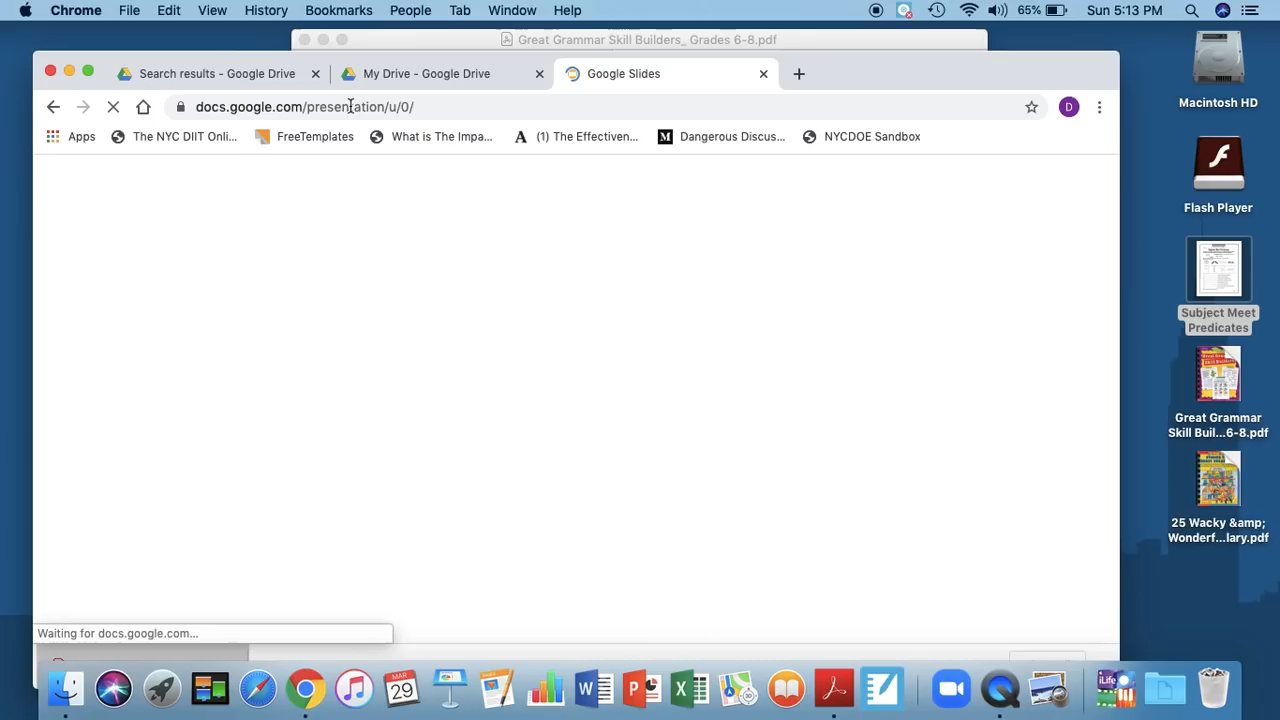 Chrome File Edit View History Bookmarks People Tab Window Help 65% Sun 5:13 PM
Great Grammar Skill Builders_ Grades 6-8.pdf
Search results - Google Drive My Drive - Google Drive Google Slides
docs.google.com/presentation/u/0/ D
Apps The NYC DIIT Onli... FreeTemplates What is The Impa... A (1) The Effectiven... M Dangerous Discus... NYCDOE Sandbox
Macintosh HD
Flash Player
Subject Meet
Predicates
Great Grammar
Skill Buil...6-8.pdf
25 Wacky &amp;
Wonderf...lary.pdf
Waiting for docs.google.com...
MAR
29